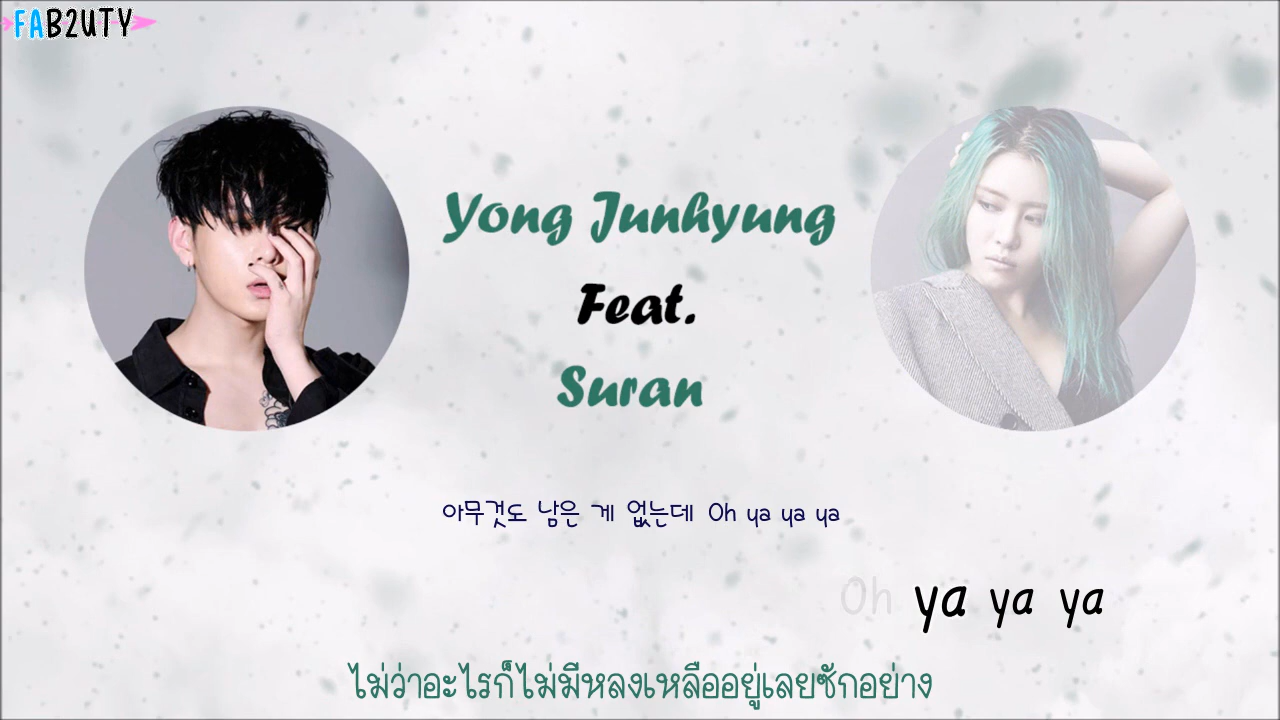 FAB2UTY
Yong Junhyung
Feat.
Suran
아무것도 남은 게 없는데 Oh ya ya ya
Oh ya ya ya
ไม่ว่าอะไรก็ไม่มีหลงเหลืออยู่เลยซักอย่าง